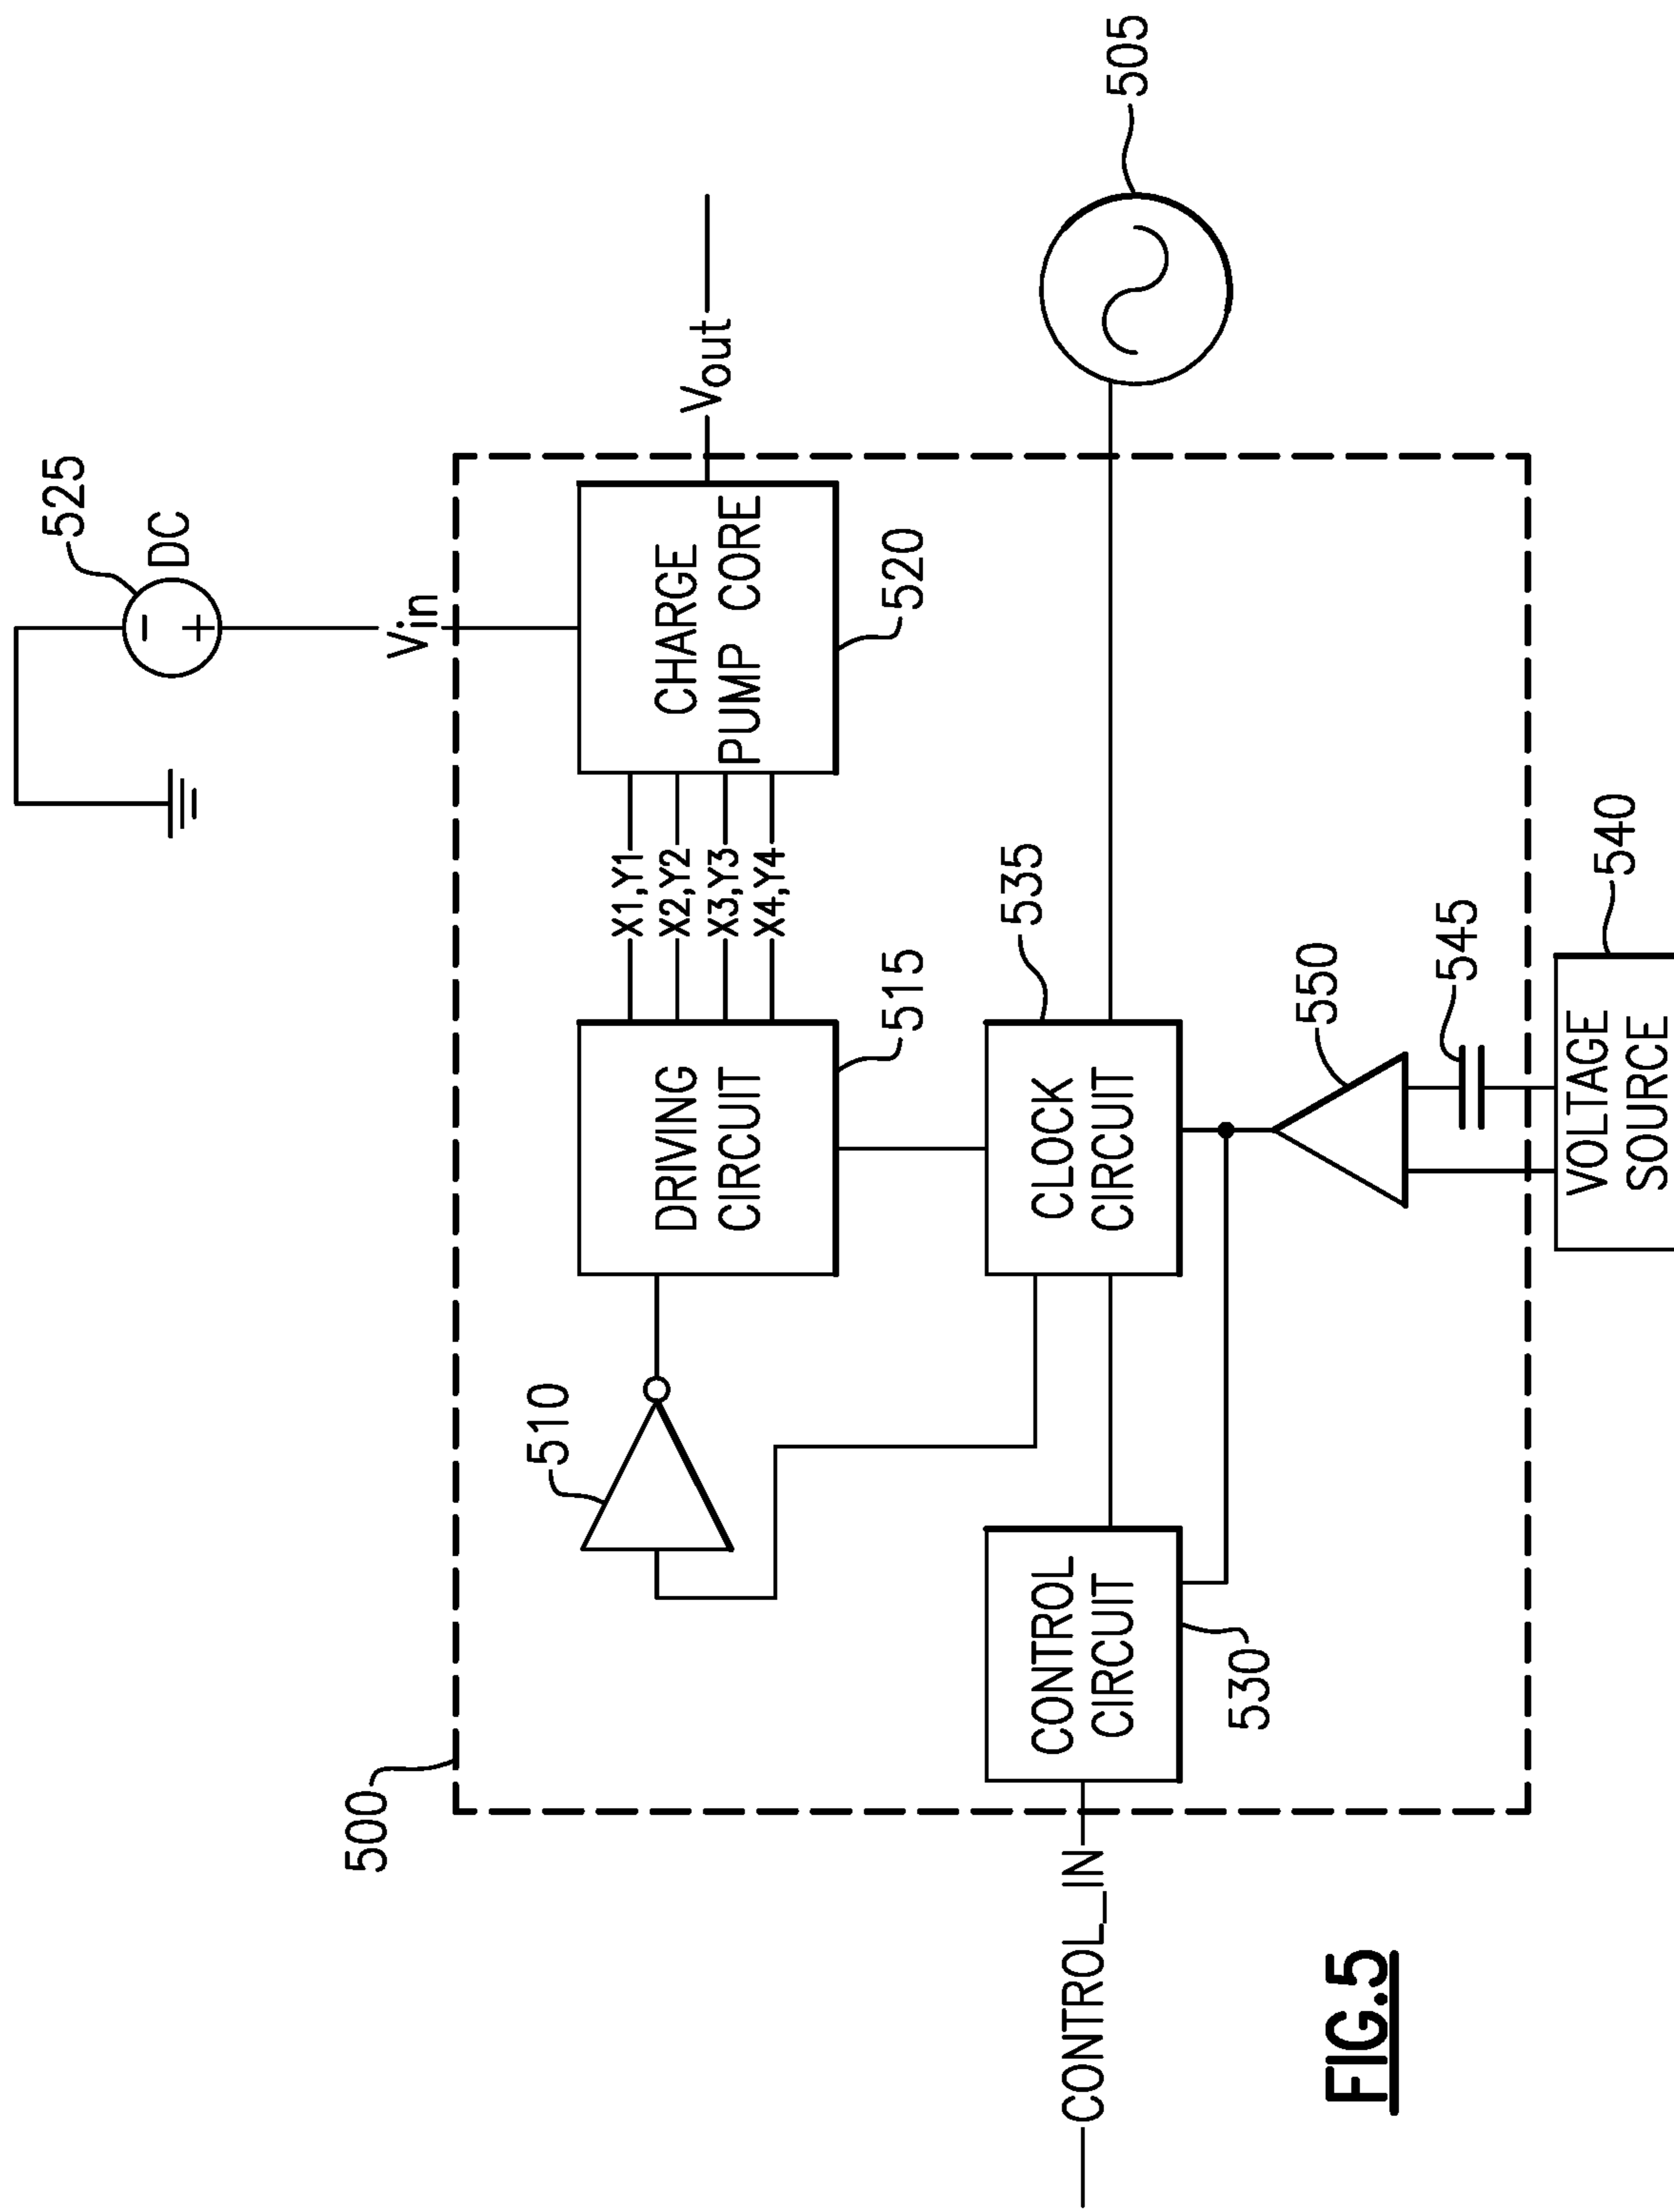 525
DC
Vin
500
510
DRIVING
CIRCUIT
515
X1,Y1
X2,Y2
X3,Y3
X4,Y4
CHARGE
PUMP CORE
520
Vout
CONTROL_IN
CONTROL
CIRCUIT
530
CLOCK
CIRCUIT
535
505
550
545
VOLTAGE
SOURCE
540
FIG.5